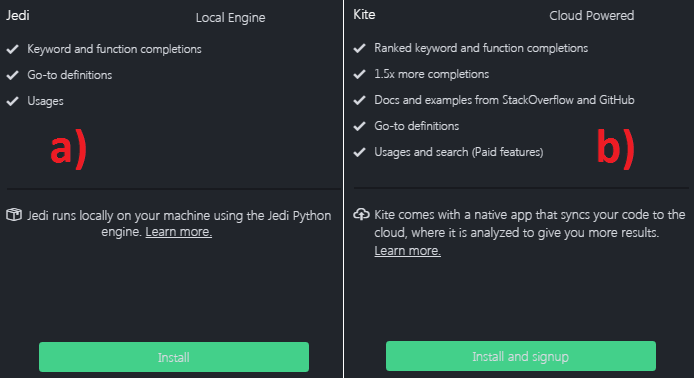 Jedi
Local Engine
Keyword and function completions
Go-to definitions
Usages
a)
Jedi runs locally on your machine using the Jedi Python
engine. Learn more.
Install
Kite
Cloud Powered
Ranked keyword and function completions
1.5x more completions
Docs and examples from StackOverflow and GitHub
Go-to definitions
Usages and search (Paid features)
b)
Kite comes with a native app that syncs your code to the
cloud, where it is analyzed to give you more results.
Learn more.
Install and signup